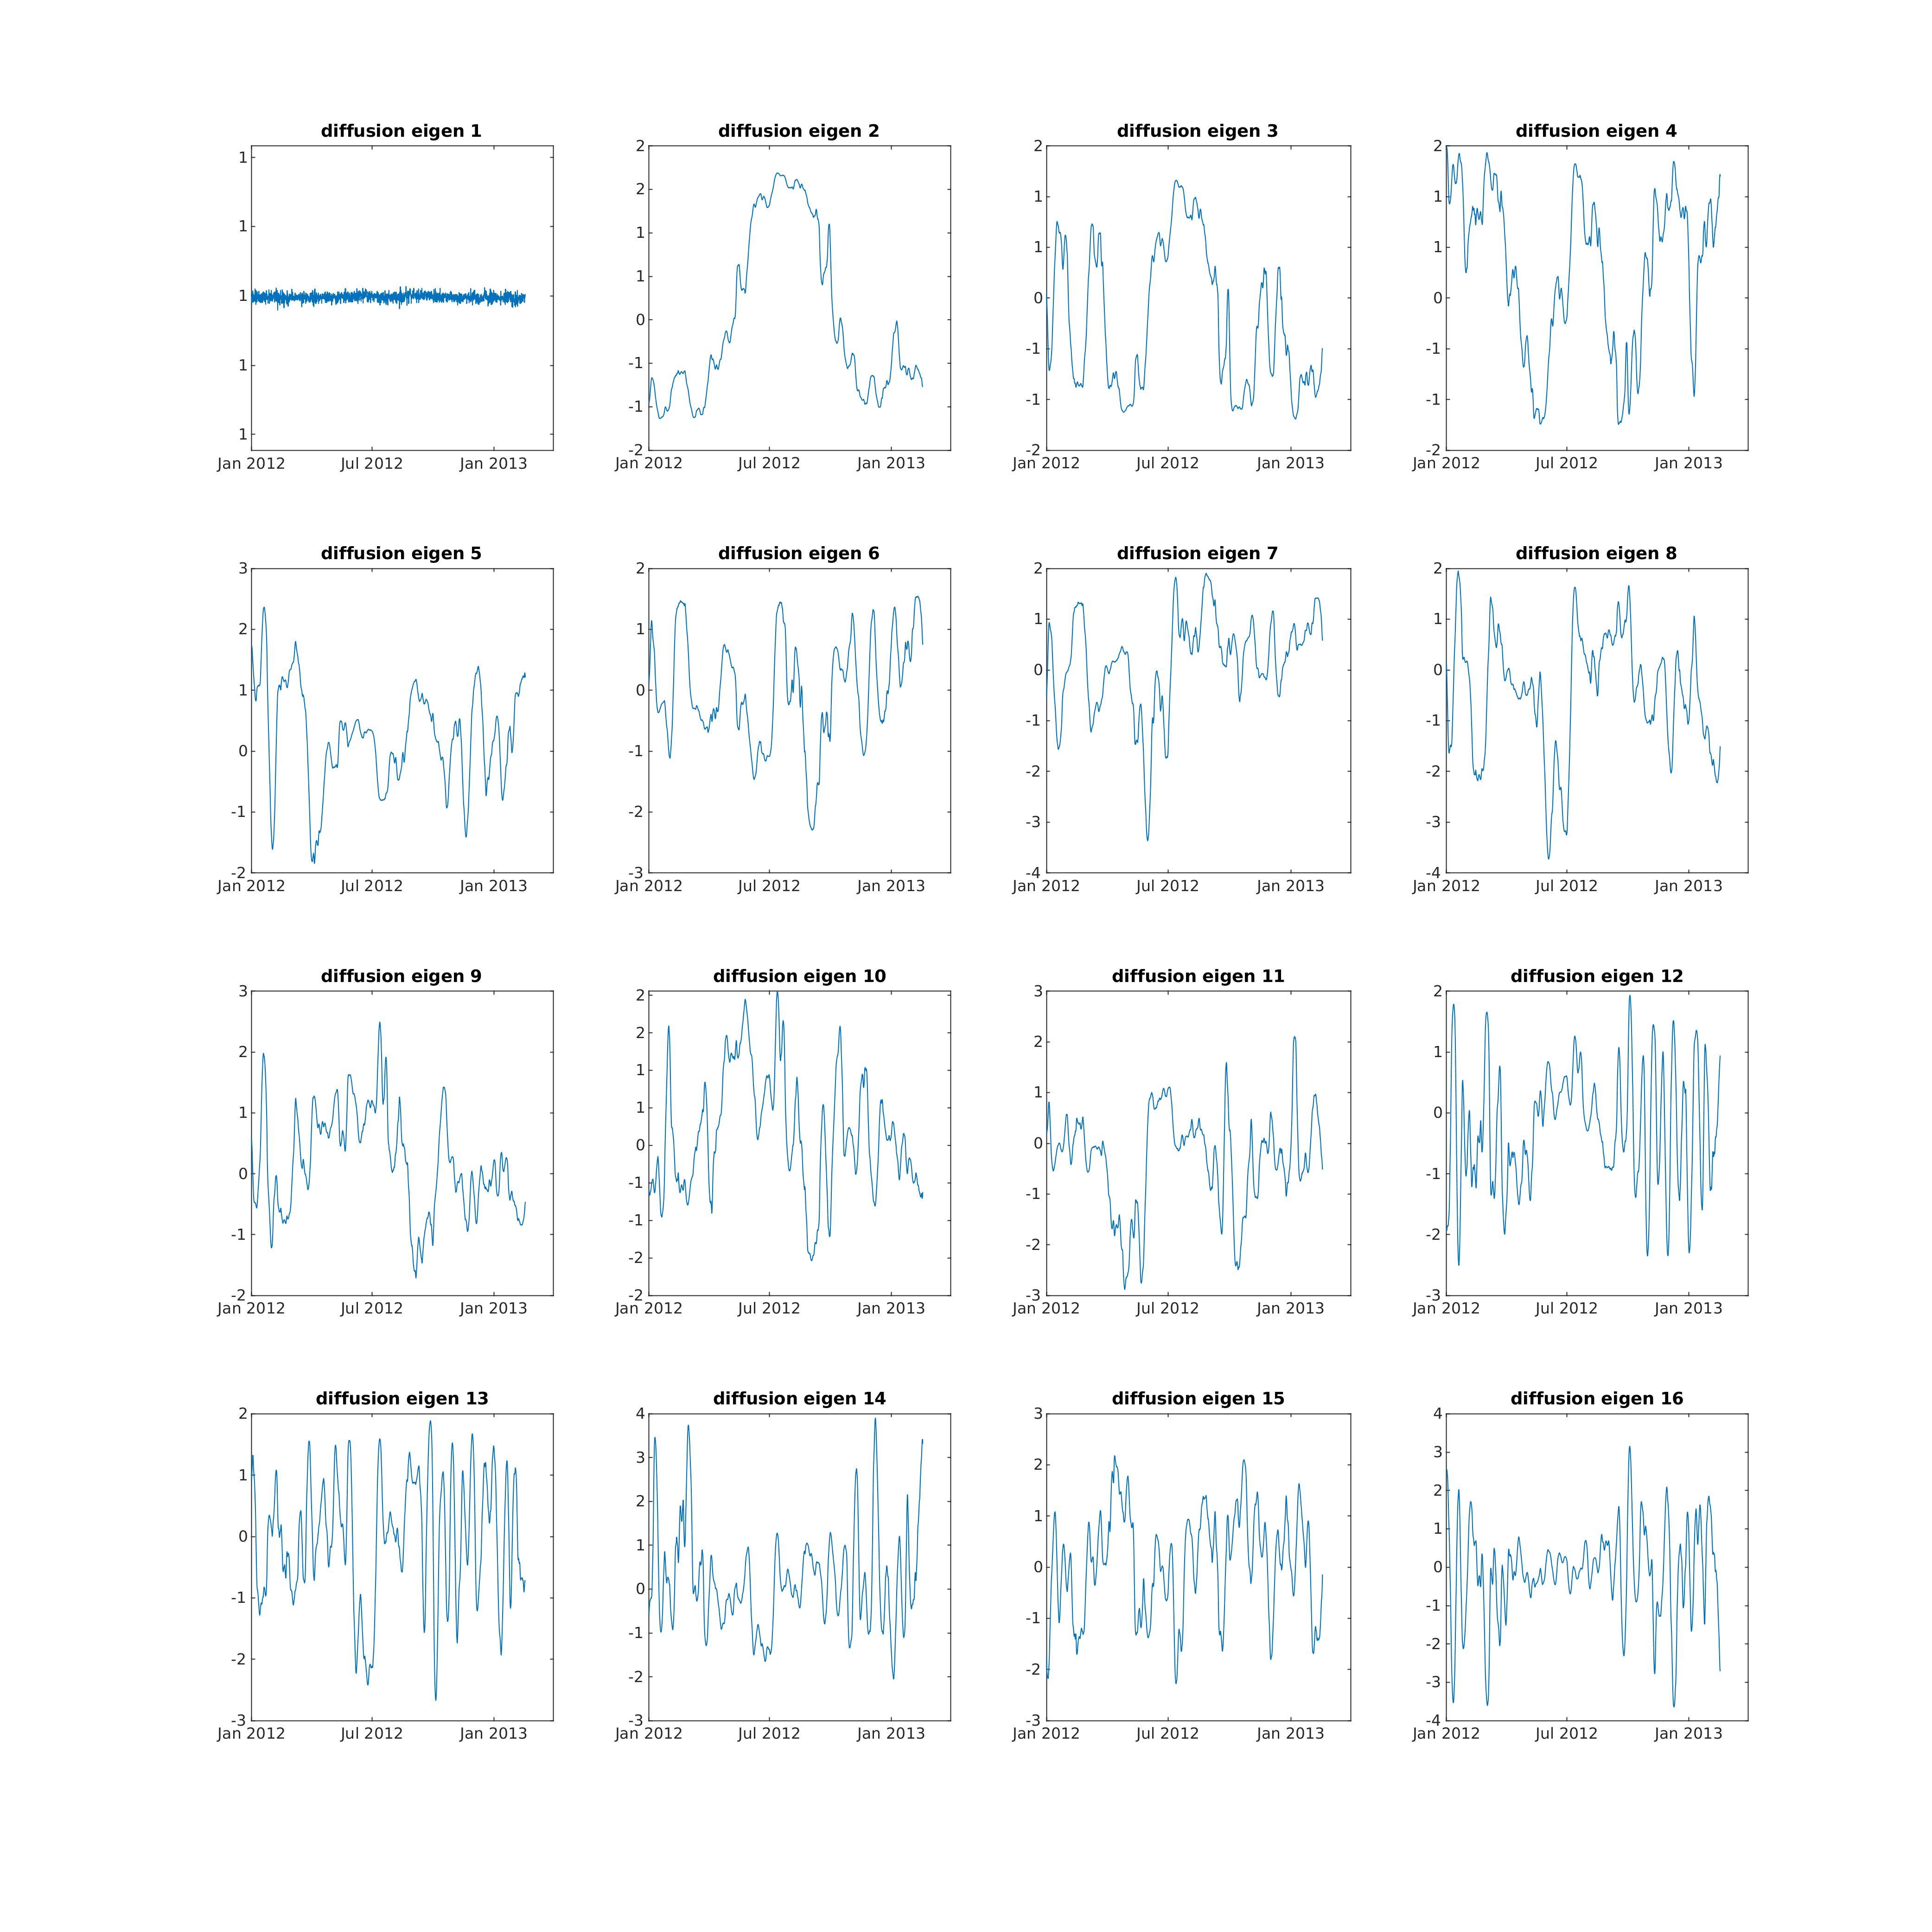 diffusion eigen 1 diffusion eigen 2 diffusion eigen 3 diffusion eigen 4
1 2 2 2
2 1 1
1 1 1 1
1 0 0
1 0
1 -1 -1 -1
1 -1 -1 -1
-2 -2 -2
Jan 2012 Jul 2012 Jan 2013 Jan 2012 Jul 2012 Jan 2013 Jan 2012 Jul 2012 Jan 2013 Jan 2012 Jul 2012 Jan 2013
diffusion eigen 5 diffusion eigen 6 diffusion eigen 7 diffusion eigen 8
3 2 2 2
2 1 1 1
1 0 0 0
0 -1 -1 -1
-1 -2 -2 -2
-3 -3
-2 -3 -4 -4
Jan 2012 Jul 2012 Jan 2013 Jan 2012 Jul 2012 Jan 2013 Jan 2012 Jul 2012 Jan 2013 Jan 2012 Jul 2012 Jan 2013
diffusion eigen 9 diffusion eigen 10 diffusion eigen 11 diffusion eigen 12
3 2 3 2
2 2 2 1
1 1 1 0
1
0 0 0 -1
-1 -1 -1 -2
-1
-2 -2
-2 -2 -3 -3
Jan 2012 Jul 2012 Jan 2013 Jan 2012 Jul 2012 Jan 2013 Jan 2012 Jul 2012 Jan 2013 Jan 2012 Jul 2012 Jan 2013
diffusion eigen 13 diffusion eigen 14 diffusion eigen 15 diffusion eigen 16
2 4 3 4
1 3 2 3
0 2 1 2
-1 1 0 1
-2 0 -1 0
-1 -2 -1
-2 -2
-3
-3 -3 -3 -4
Jan 2012 Jul 2012 Jan 2013 Jan 2012 Jul 2012 Jan 2013 Jan 2012 Jul 2012 Jan 2013 Jan 2012 Jul 2012 Jan 2013